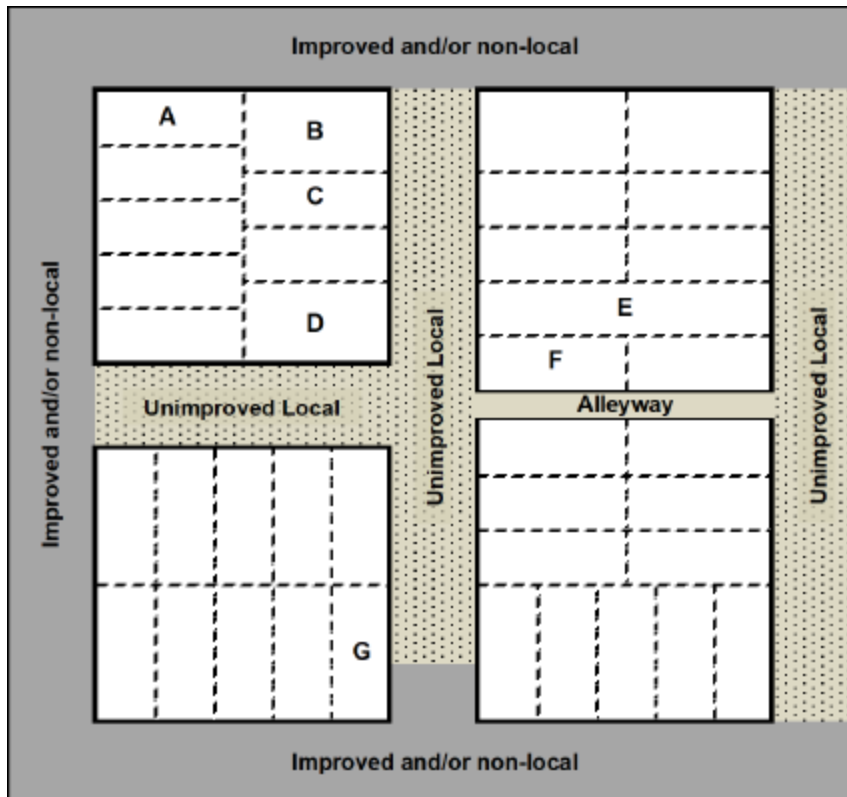 Improved and/or non-local
A
B
C
D
E
F
G
Improved and/or non-local
Unimproved Local
Unimproved Local
Alleyway
Unimproved Local
Improved and/or non-local